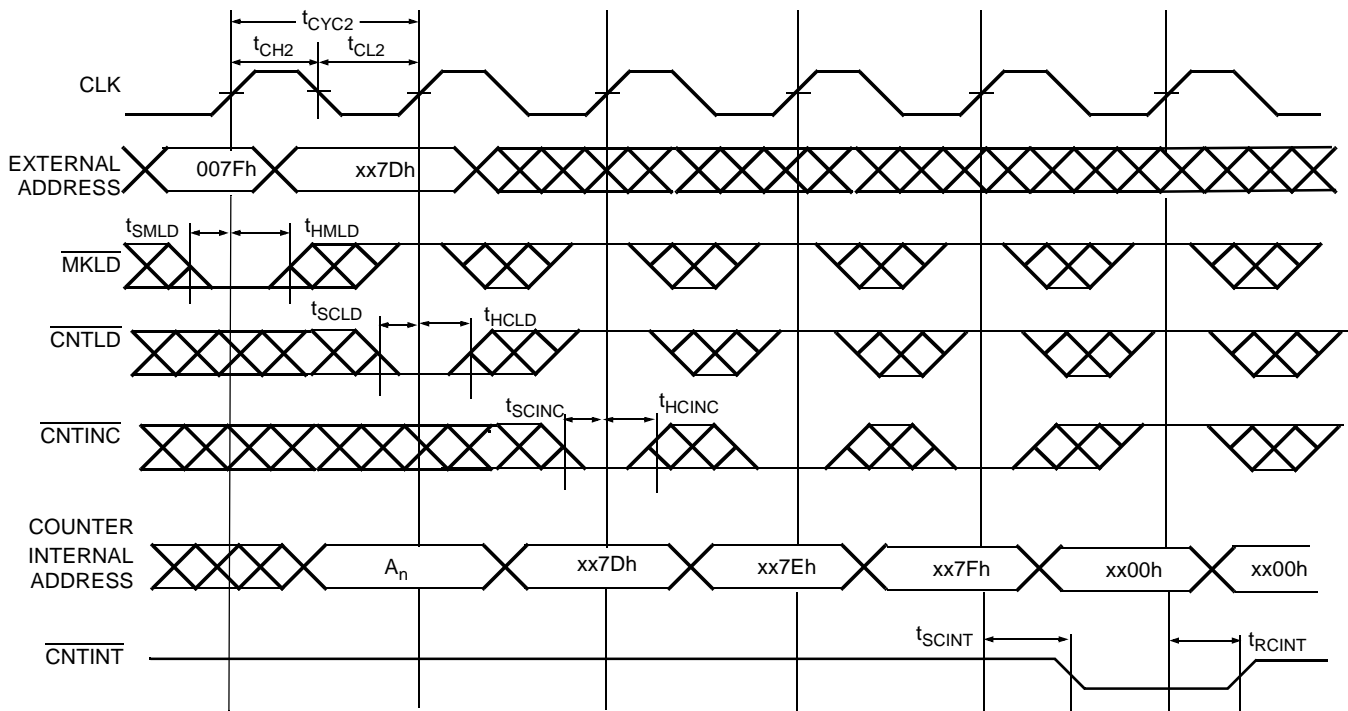 tCYC2
tCH2 tCL2
CLK
EXTERNAL
ADDRESS
007Fh xx7Dh
tSMLD tHMLD
MKLD
tSCLD tHCLD
CNTLD
tSCINC tHCINC
CNTINC
COUNTER
INTERNAL
ADDRESS
An xx7Dh xx7Eh xx7Fh xx00h xx00h
tSCINT tRCINT
CNTINT